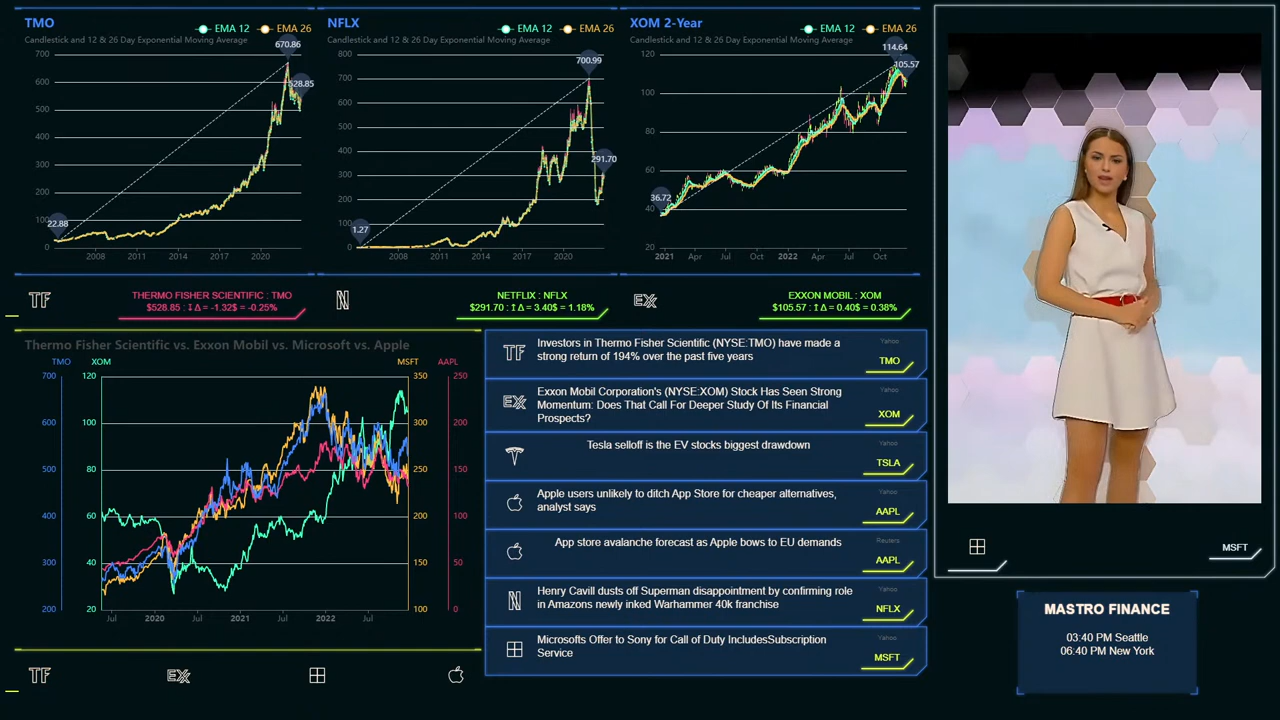 TMO
EMA 12
EMA 26
Candlestick and 12 & 26 Day Exponential Moving Average
700
600
500
400
300
200
100
0
670.86
528.85
22.88
2008
2011
2014
2017
2020
NFLX
EMA 12
EMA 26
Candlestick and 12 & 26 Day Exponential Moving Average
800
700
600
500
400
300
200
100
0
700.99
291.70
1.27
2008
2011
2014
2017
2020
XOM 2-Year
EMA 12
EMA 26
Candlestick and 12 & 26 Day Exponential Moving Average
120
100
80
60
40
20
114.64
105.57
36.72
2021
Apr
Jul
Oct
2022
Apr
Jul
Oct
TF
THERMO FISHER SCIENTIFIC : TMO
$528.85 : ↧ Δ = -1.32$ = -0.25%
N
NETFLIX : NFLX
$291.70 : ↥ Δ = 3.40$ = 1.18%
EX
EXXON MOBIL : XOM
$105.57 : ↥ Δ = 0.40$ = 0.38%
Thermo Fisher Scientific vs. Exxon Mobil vs. Microsoft vs. Apple
TMO
XOM
MSFT
AAPL
700
600
500
400
300
200
120
100
80
60
40
20
350
300
250
200
150
100
250
200
150
100
50
0
Jul
2020
Jul
2021
Jul
2022
Jul
TF
EX
TF
Investors in Thermo Fisher Scientific (NYSE:TMO) have made a
strong return of 194% over the past five years
Yahoo
TMO
EX
Exxon Mobil Corporation's (NYSE:XOM) Stock Has Seen Strong
Momentum: Does That Call For Deeper Study Of Its Financial
Prospects?
Yahoo
XOM
Tesla selloff is the EV stocks biggest drawdown
Yahoo
TSLA
Apple users unlikely to ditch App Store for cheaper alternatives,
analyst says
Yahoo
AAPL
App store avalanche forecast as Apple bows to EU demands
Reuters
AAPL
N
Henry Cavill dusts off Superman disappointment by confirming role
in Amazons newly inked Warhammer 40k franchise
Yahoo
NFLX
Microsofts Offer to Sony for Call of Duty IncludesSubscription
Service
Yahoo
MSFT
MSFT
MASTRO FINANCE
03:40 PM Seattle
06:40 PM New York